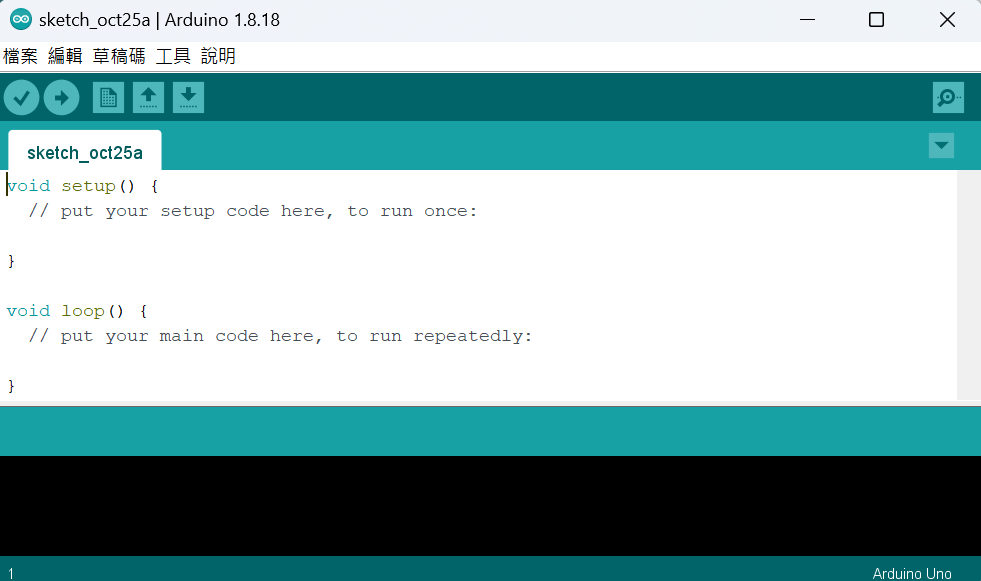 sketch_oct25a | Arduino 1.8.18
檔案 編輯 草稿碼 工具 說明
sketch_oct25a
void setup() {
  // put your setup code here, to run once:

}

void loop() {
  // put your main code here, to run repeatedly:

}
1
Arduino Uno